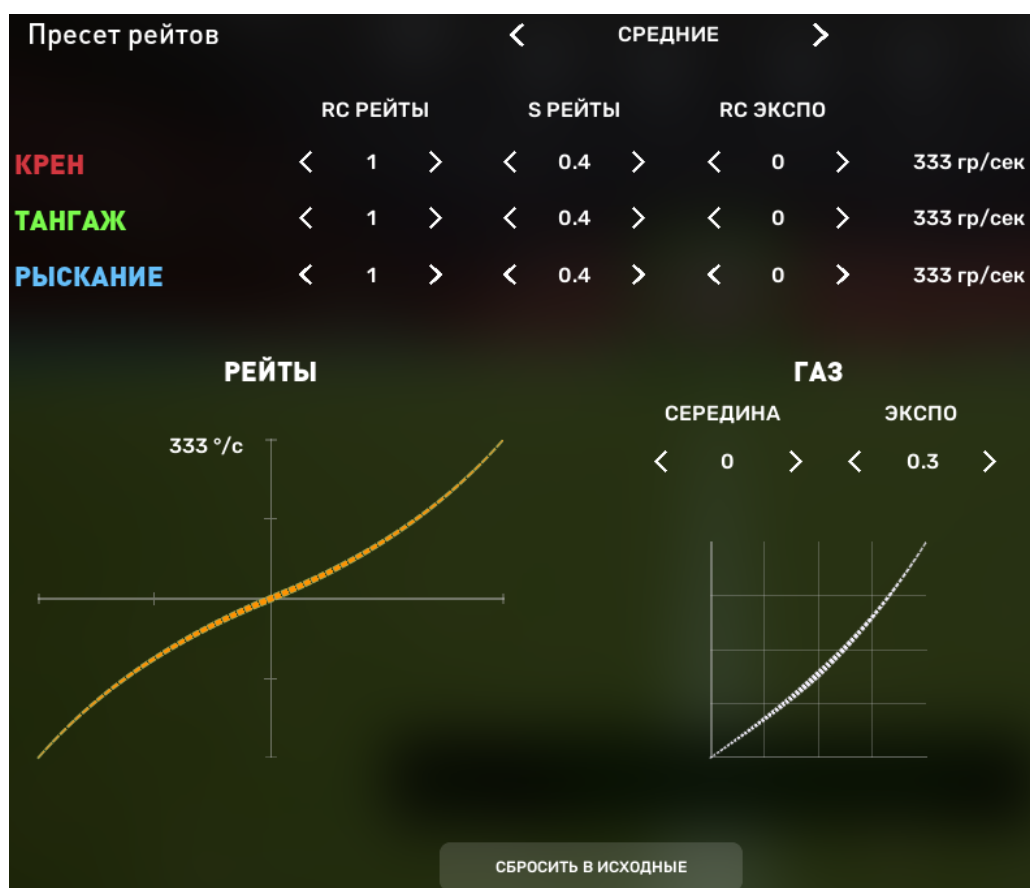 Пресет рейтов < СРЕДНИЕ >
RC РЕЙТЫ S РЕЙТЫ RC ЭКСПО
КРЕН < 1 > < 0.4 > < 0 > 333 гр/сек
ТАНГАЖ < 1 > < 0.4 > < 0 > 333 гр/сек
РЫСКАНИЕ < 1 > < 0.4 > < 0 > 333 гр/сек
РЕЙТЫ
333 °/с
ГАЗ
СЕРЕДИНА ЭКСПО
< 0 > < 0.3 >
СБРОСИТЬ В ИСХОДНЫЕ